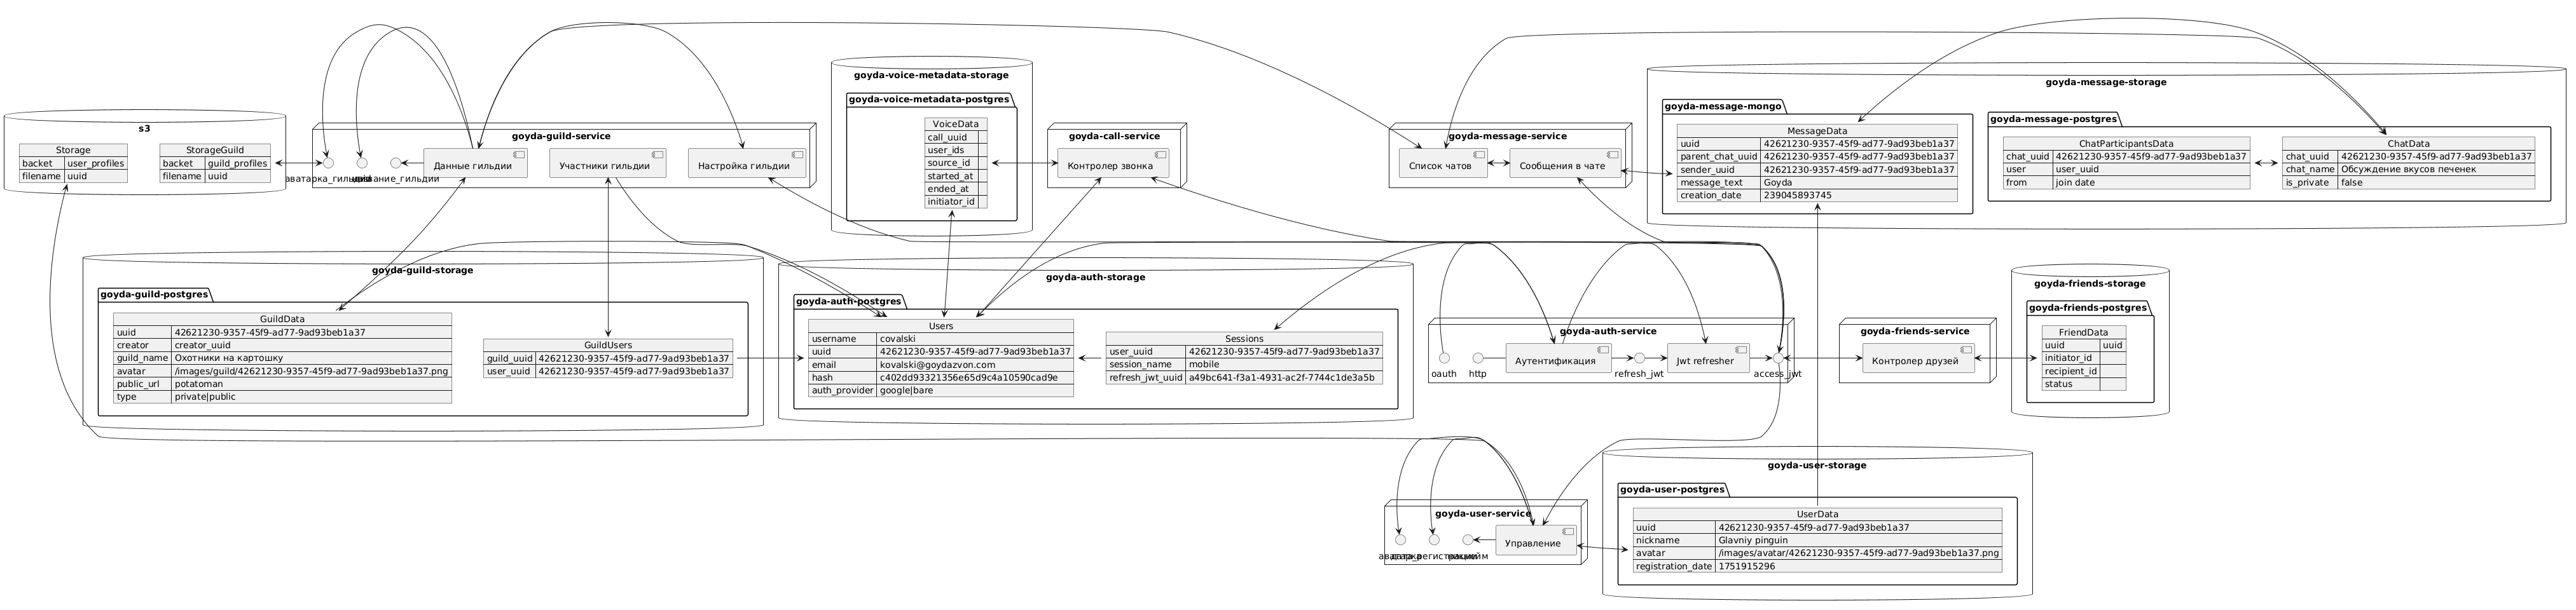 s3
Storage
backet user_profiles
filename uuid
StorageGuild
backet guild_profiles
filename uuid
goyda-guild-service
аватарка_гильдии
название_гильдии
Данные гильдии
Участники гильдии
Настройка гильдии
goyda-voice-metadata-storage
goyda-voice-metadata-postgres
VoiceData
call_uuid
user_ids
source_id
started_at
ended_at
initiator_id
goyda-call-service
Контролер звонка
goyda-message-service
Список чатов
Сообщения в чате
goyda-message-storage
goyda-message-mongo
MessageData
uuid 42621230-9357-45f9-ad77-9ad93beb1a37
parent_chat_uuid 42621230-9357-45f9-ad77-9ad93beb1a37
sender_uuid 42621230-9357-45f9-ad77-9ad93beb1a37
message_text Goyda
creation_date 239045893745
goyda-message-postgres
ChatParticipantsData
chat_uuid 42621230-9357-45f9-ad77-9ad93beb1a37
user user_uuid
from join date
ChatData
chat_uuid 42621230-9357-45f9-ad77-9ad93beb1a37
chat_name Обсуждение вкусов печенек
is_private false
goyda-guild-storage
goyda-guild-postgres
GuildData
uuid 42621230-9357-45f9-ad77-9ad93beb1a37
creator creator_uuid
guild_name Охотники на картошку
avatar /images/guild/42621230-9357-45f9-ad77-9ad93beb1a37.png
public_url potatoman
type private|public
GuildUsers
guild_uuid 42621230-9357-45f9-ad77-9ad93beb1a37
user_uuid 42621230-9357-45f9-ad77-9ad93beb1a37
goyda-auth-storage
goyda-auth-postgres
Users
username covalski
uuid 42621230-9357-45f9-ad77-9ad93beb1a37
email kovalski@goydazvon.com
hash c402dd93321356e65d9c4a10590cad9e
auth_provider google|bare
Sessions
user_uuid 42621230-9357-45f9-ad77-9ad93beb1a37
session_name mobile
refresh_jwt_uuid a49bc641-f3a1-4931-ac2f-7744c1de3a5b
goyda-auth-service
oauth
http
Аутентификация
refresh_jwt
Jwt refresher
access_jwt
goyda-friends-service
Контролер друзей
goyda-friends-storage
goyda-friends-postgres
FriendData
uuid uuid
initiator_id
recipient_id
status
goyda-user-service
аватарка
дата_регистрации
никнейм
Управление
goyda-user-storage
goyda-user-postgres
UserData
uuid 42621230-9357-45f9-ad77-9ad93beb1a37
nickname Glavniy pinguin
avatar /images/avatar/42621230-9357-45f9-ad77-9ad93beb1a37.png
registration_date 1751915296